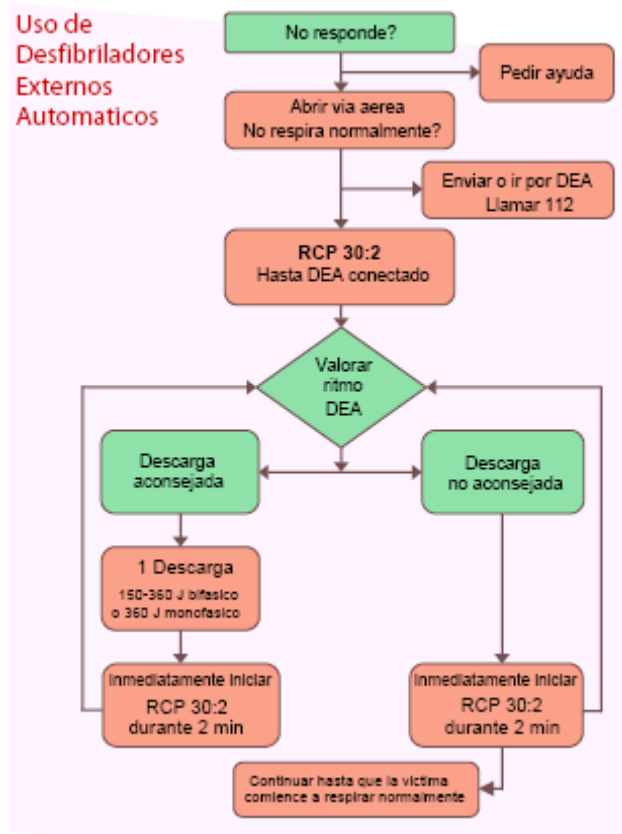 Uso de
Desfibriladores
Externos
Automaticos
No responde?
Pedir ayuda
Abrir via aerea
No respira normalmente?
Enviar o ir por DEA
Llamar 112
RCP 30:2
Hasta DEA conectado
Valorar
ritmo
DEA
Descarga
aconsejada
Descarga
no aconsejada
1 Descarga
150-360 J bifasico
o 360 J monofasico
Inmediatamente Iniciar
RCP 30:2
durante 2 min
Inmediatamente Iniciar
RCP 30:2
durante 2 min
Continuar hasta que la victima
comience a respirar normalmente